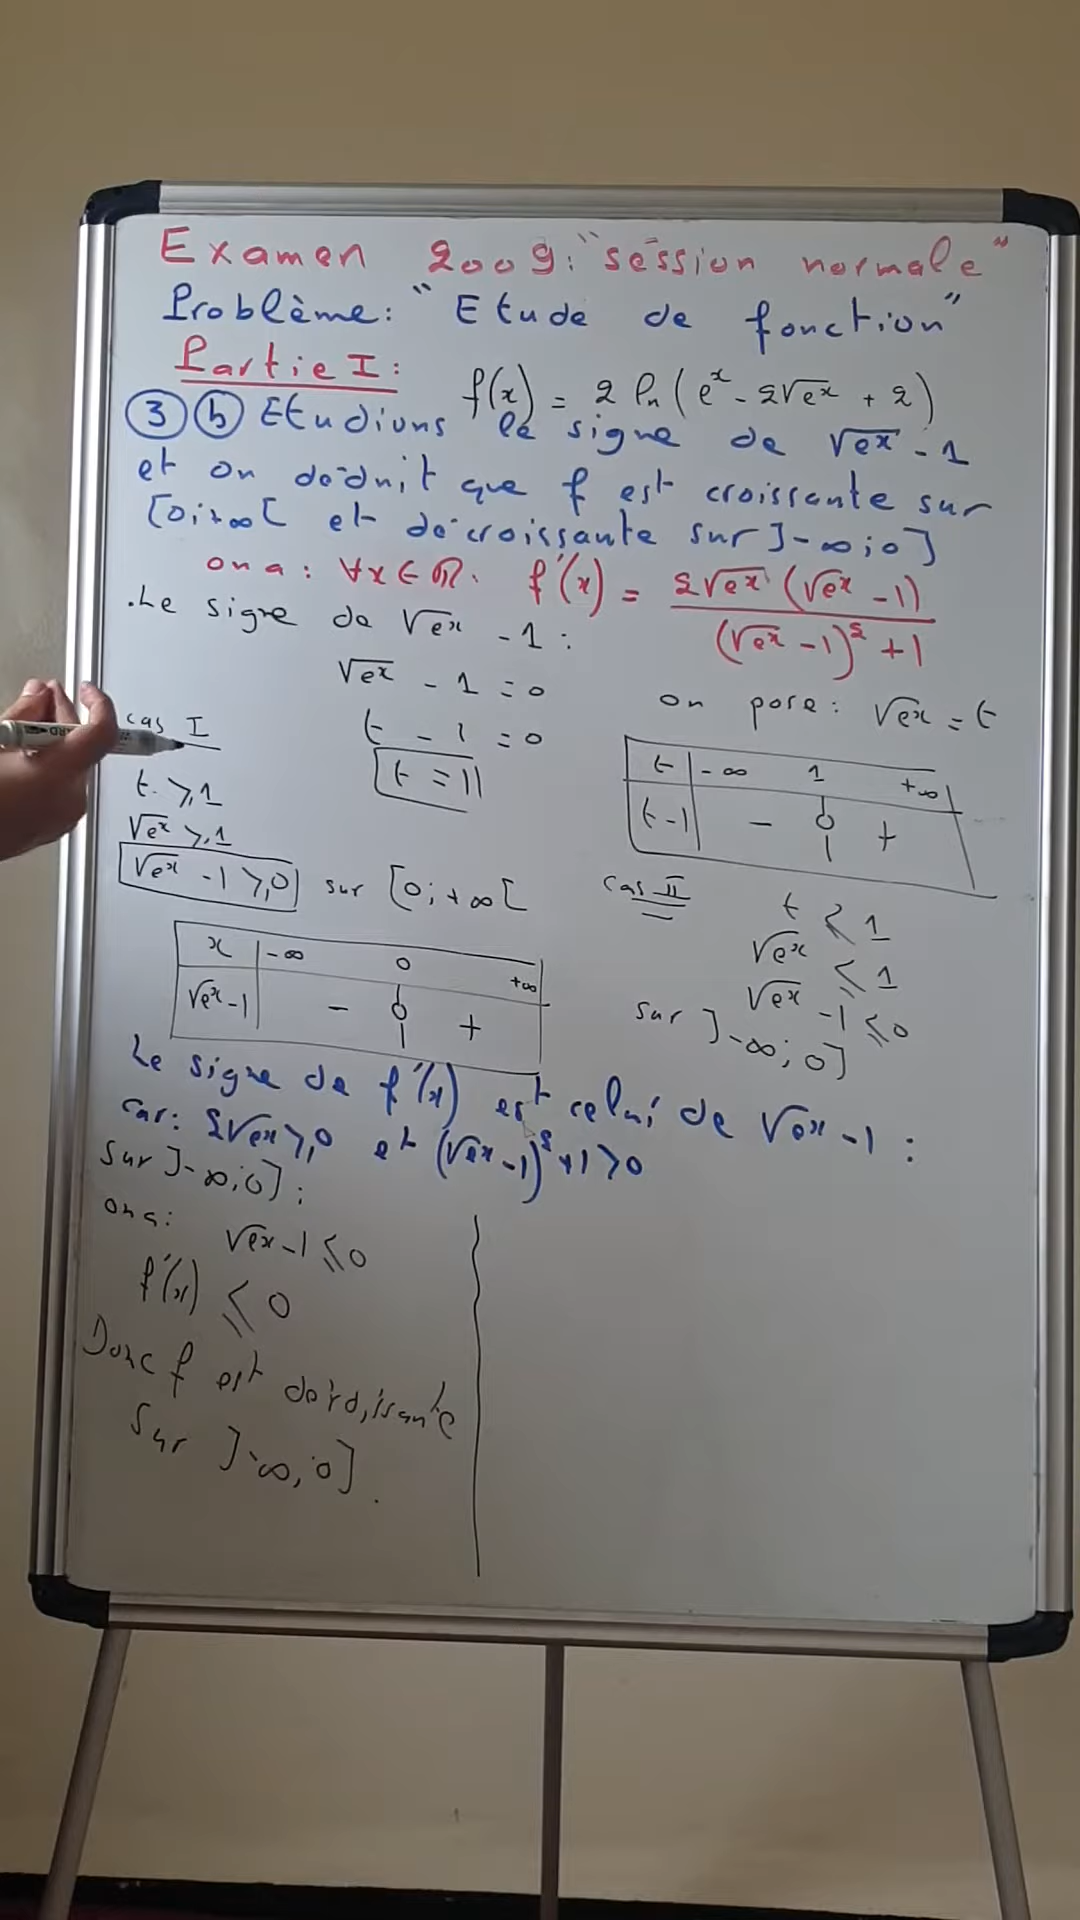 Examen 2009: "session normale"
Problème: "Etude de fonction"
Partie I:
f(x) = 2 ln(e^x - 2√e^x + 2)
3 b Etudions le signe de √e^x - 1
et on dédnit que f est croissante sur
[0;+∞[ et décroissante sur ]-∞;0]
on a: ∀x∈ℝ. f'(x) = 2√e^x (√e^x - 1) / (√e^x - 1)² + 1
.Le signe de √e^x - 1:
√e^x - 1 = 0
on pose: √e^x = t
t - 1 = 0
t = 1
t | -∞ 1 +∞
t-1 | - 0 +
cas I
t ⩾ 1
√e^x ⩾ 1
√e^x - 1 ⩾ 0 sur [0;+∞[
cas II
t ⩽ 1
√e^x ⩽ 1
√e^x - 1 ⩽ 0
sur ]-∞; 0]
x | -∞ 0 +∞
√e^x - 1 | - 0 +
Le signe de f'(x) est celui de √e^x - 1:
car: 2√e^x ⩾ 0 et (√e^x - 1)² + 1 > 0
sur ]-∞;0]:
on a:
√e^x - 1 ⩽ 0
f'(x) ⩽ 0
Donc f est
sur ]-∞,0].